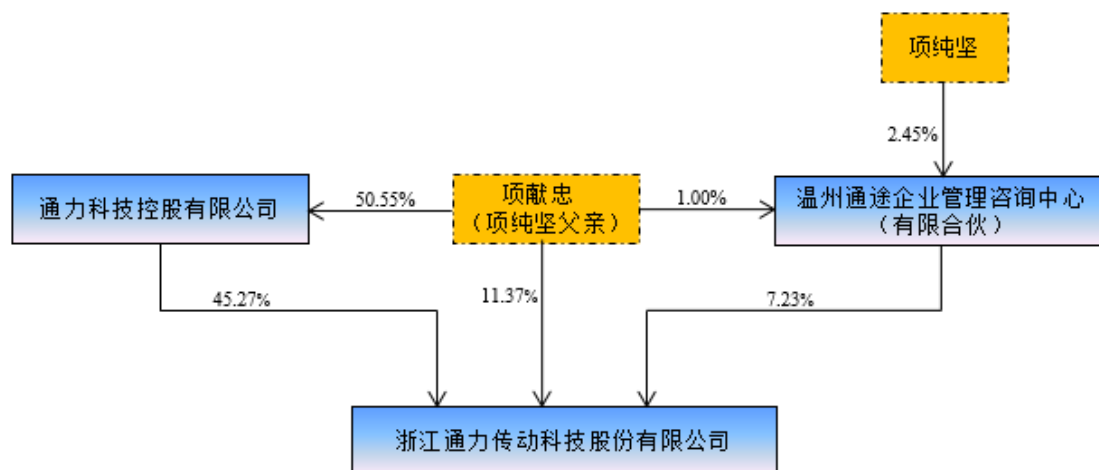 项纯坚
2.45%
通力科技控股有限公司
50.55%
项献忠
（项纯坚父亲）
1.00%
温州通途企业管理咨询中心
（有限合伙）
45.27%
11.37%
7.23%
浙江通力传动科技股份有限公司